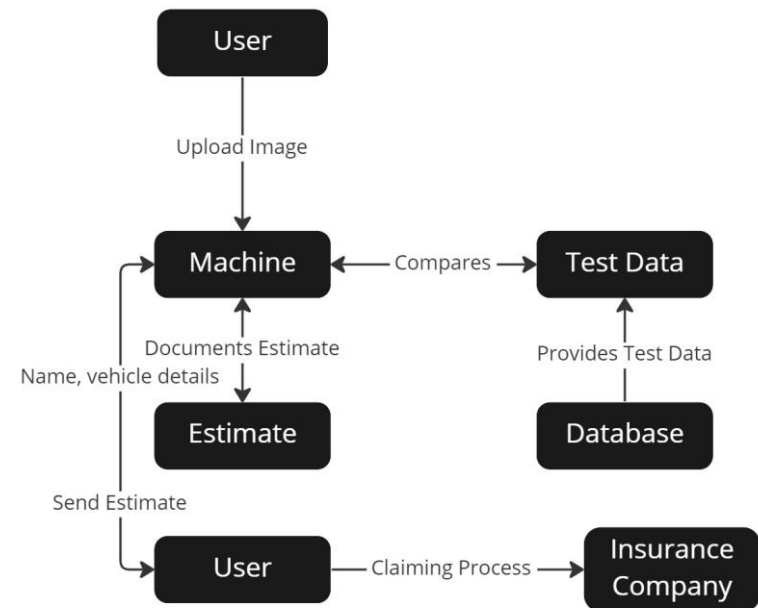 User
Upload Image
Machine
Compares
Test Data
Documents Estimate
Provides Test Data
Name, vehicle details
Estimate
Database
Send Estimate
User
Claiming Process
Insurance
Company